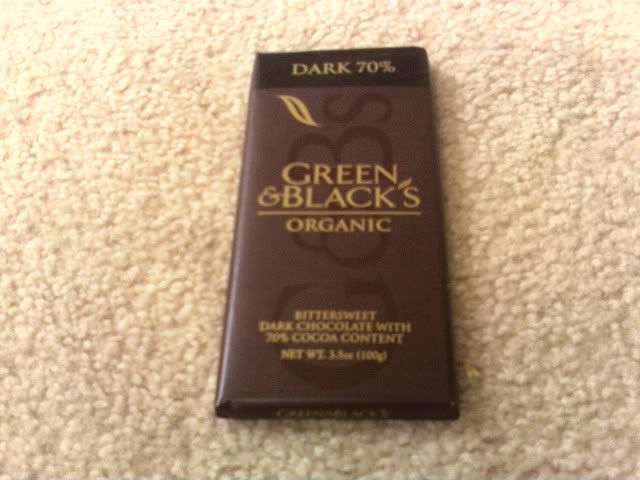 DARK 70%
G&Bs
GREEN
&BLACK'S
ORGANIC
BITTERSWEET
DARK CHOCOLATE WITH
70% COCOA CONTENT
NET WT. 3.5oz (100g)
GREEN&BLACK'S